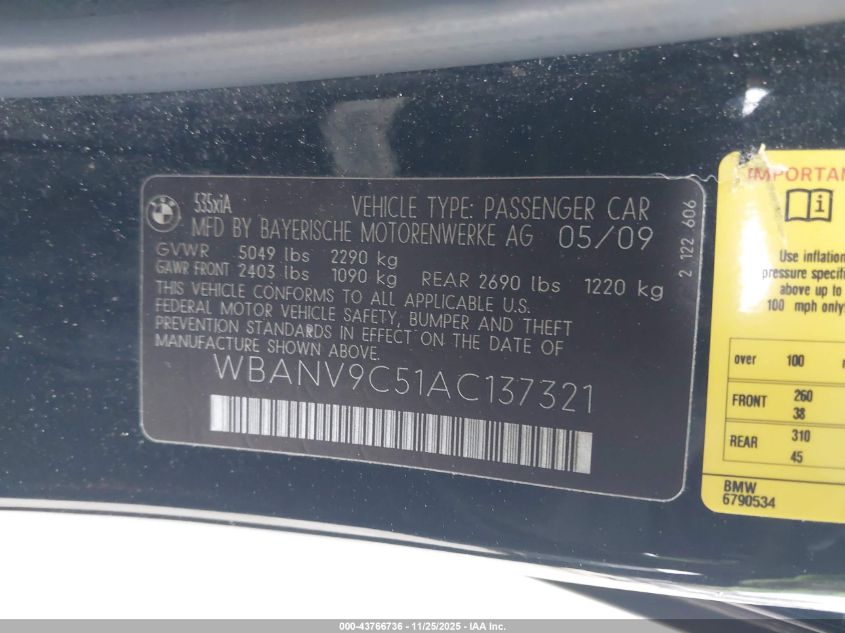 535xiA
VEHICLE TYPE: PASSENGER CAR
MFD BY BAYERISCHE MOTORENWERKE AG 05/09
GVWR 5049 lbs 2290 kg
GAWR FRONT 2403 lbs 1090 kg REAR 2690 lbs 1220 kg
THIS VEHICLE CONFORMS TO ALL APPLICABLE U.S.
FEDERAL MOTOR VEHICLE SAFETY, BUMPER AND THEFT
PREVENTION STANDARDS IN EFFECT ON THE DATE OF
MANUFACTURE SHOWN ABOVE.
WBANV9C51AC137321
2 122 606
IMPORTAN
Use inflation
pressure specifi
above up to
100 mph only
over 100
FRONT 260
38
REAR 310
45
BMW
6790534
000-43766736 - 11/25/2025 - IAA Inc.